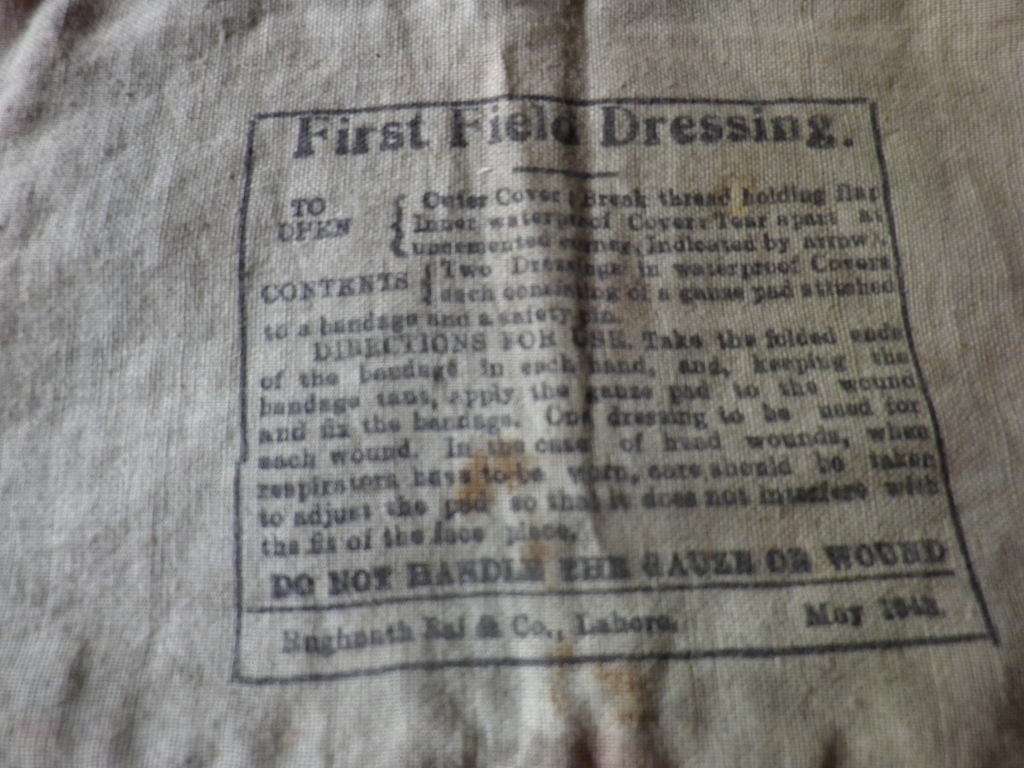 First Field Dressing.
TO OPEN { Outer Cover: Break thread holding flap
Inner waterproof Cover: Tear apart at
uncemented corner, Indicated by arrow.
CONTENTS { Two Dressings in waterproof Covers
each consisting of a gauze pad attached
to a bandage and a safety pin.
DIRECTIONS FOR USE. Take the folded ends
of the bandage in each hand, and, keeping the
bandage taut, apply the gauze pad to the wound
and fix the bandage. One dressing to be used for
each wound. In the case of head wounds, when
respirators have to be worn, care should be taken
to adjust the pad so that it does not interfere with
the fit of the face piece.
DO NOT HANDLE THE GAUZE OR WOUND
& Co., Lahore. May